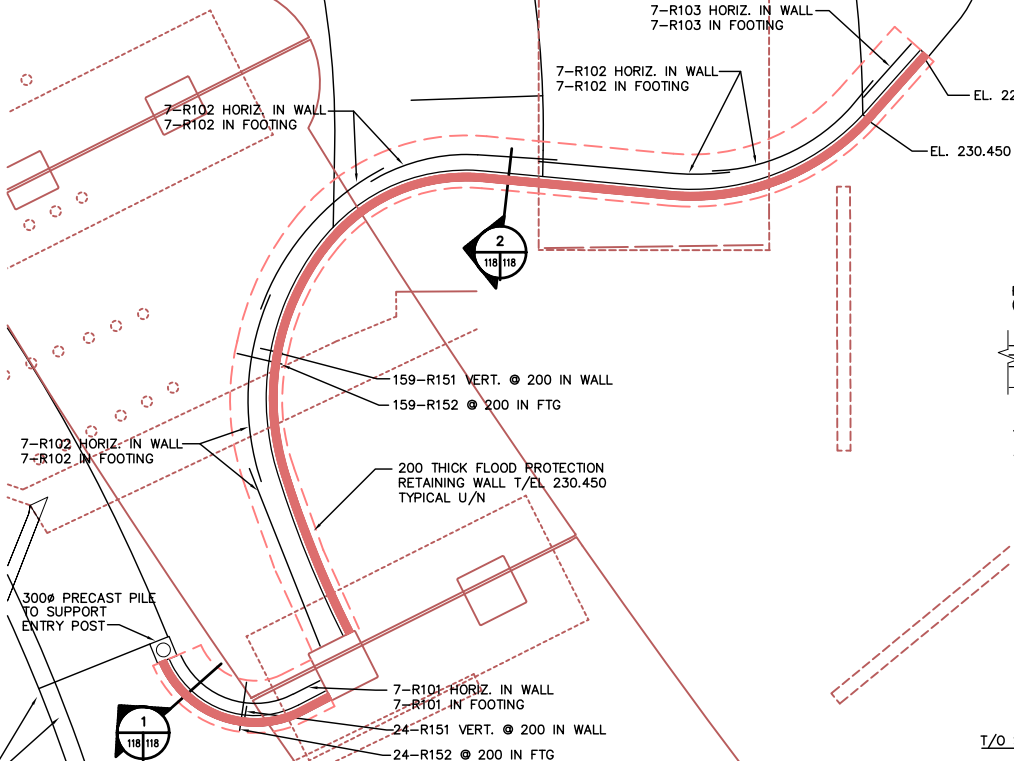 7-R103 HORIZ. IN WALL
7-R103 IN FOOTING
7-R102 HORIZ. IN WALL
7-R102 IN FOOTING
EL. 22
7-R102 HORIZ. IN WALL
7-R102 IN FOOTING
EL. 230.450
2
118 118
159-R151 VERT. @ 200 IN WALL
159-R152 @ 200 IN FTG
7-R102 HORIZ. IN WALL
7-R102 IN FOOTING
200 THICK FLOOD PROTECTION
RETAINING WALL T/EL 230.450
TYPICAL U/N
300ø PRECAST PILE
TO SUPPORT
ENTRY POST
7-R101 HORIZ. IN WALL
7-R101 IN FOOTING
1
118 118
24-R151 VERT. @ 200 IN WALL
24-R152 @ 200 IN FTG
T/O